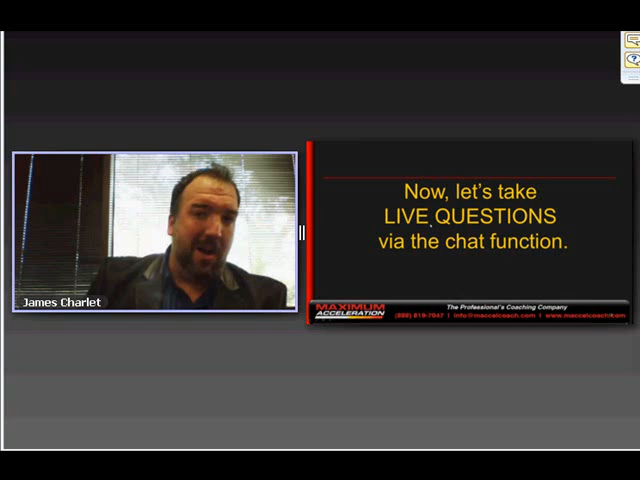 James Charlet
Now, let's take
LIVE QUESTIONS
via the chat function.
MAXIMUM
ACCELERATION
The Professional's Coaching Company
(888) 819-7047 | info@maccelcoach.com | www.maccelcoach.com